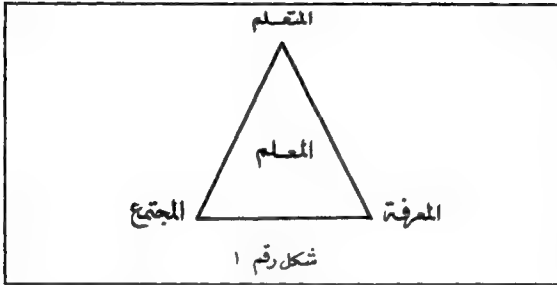 المتعلم
المعلم
المعرفة
المجتمع
شكل رقم ١